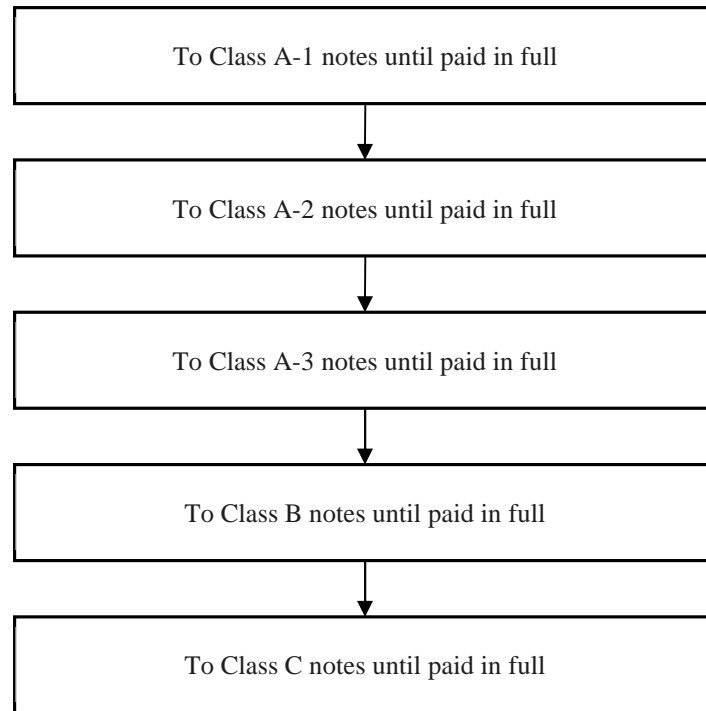 To Class A-1 notes until paid in full
To Class A-2 notes until paid in full
To Class A-3 notes until paid in full
To Class B notes until paid in full
To Class C notes until paid in full